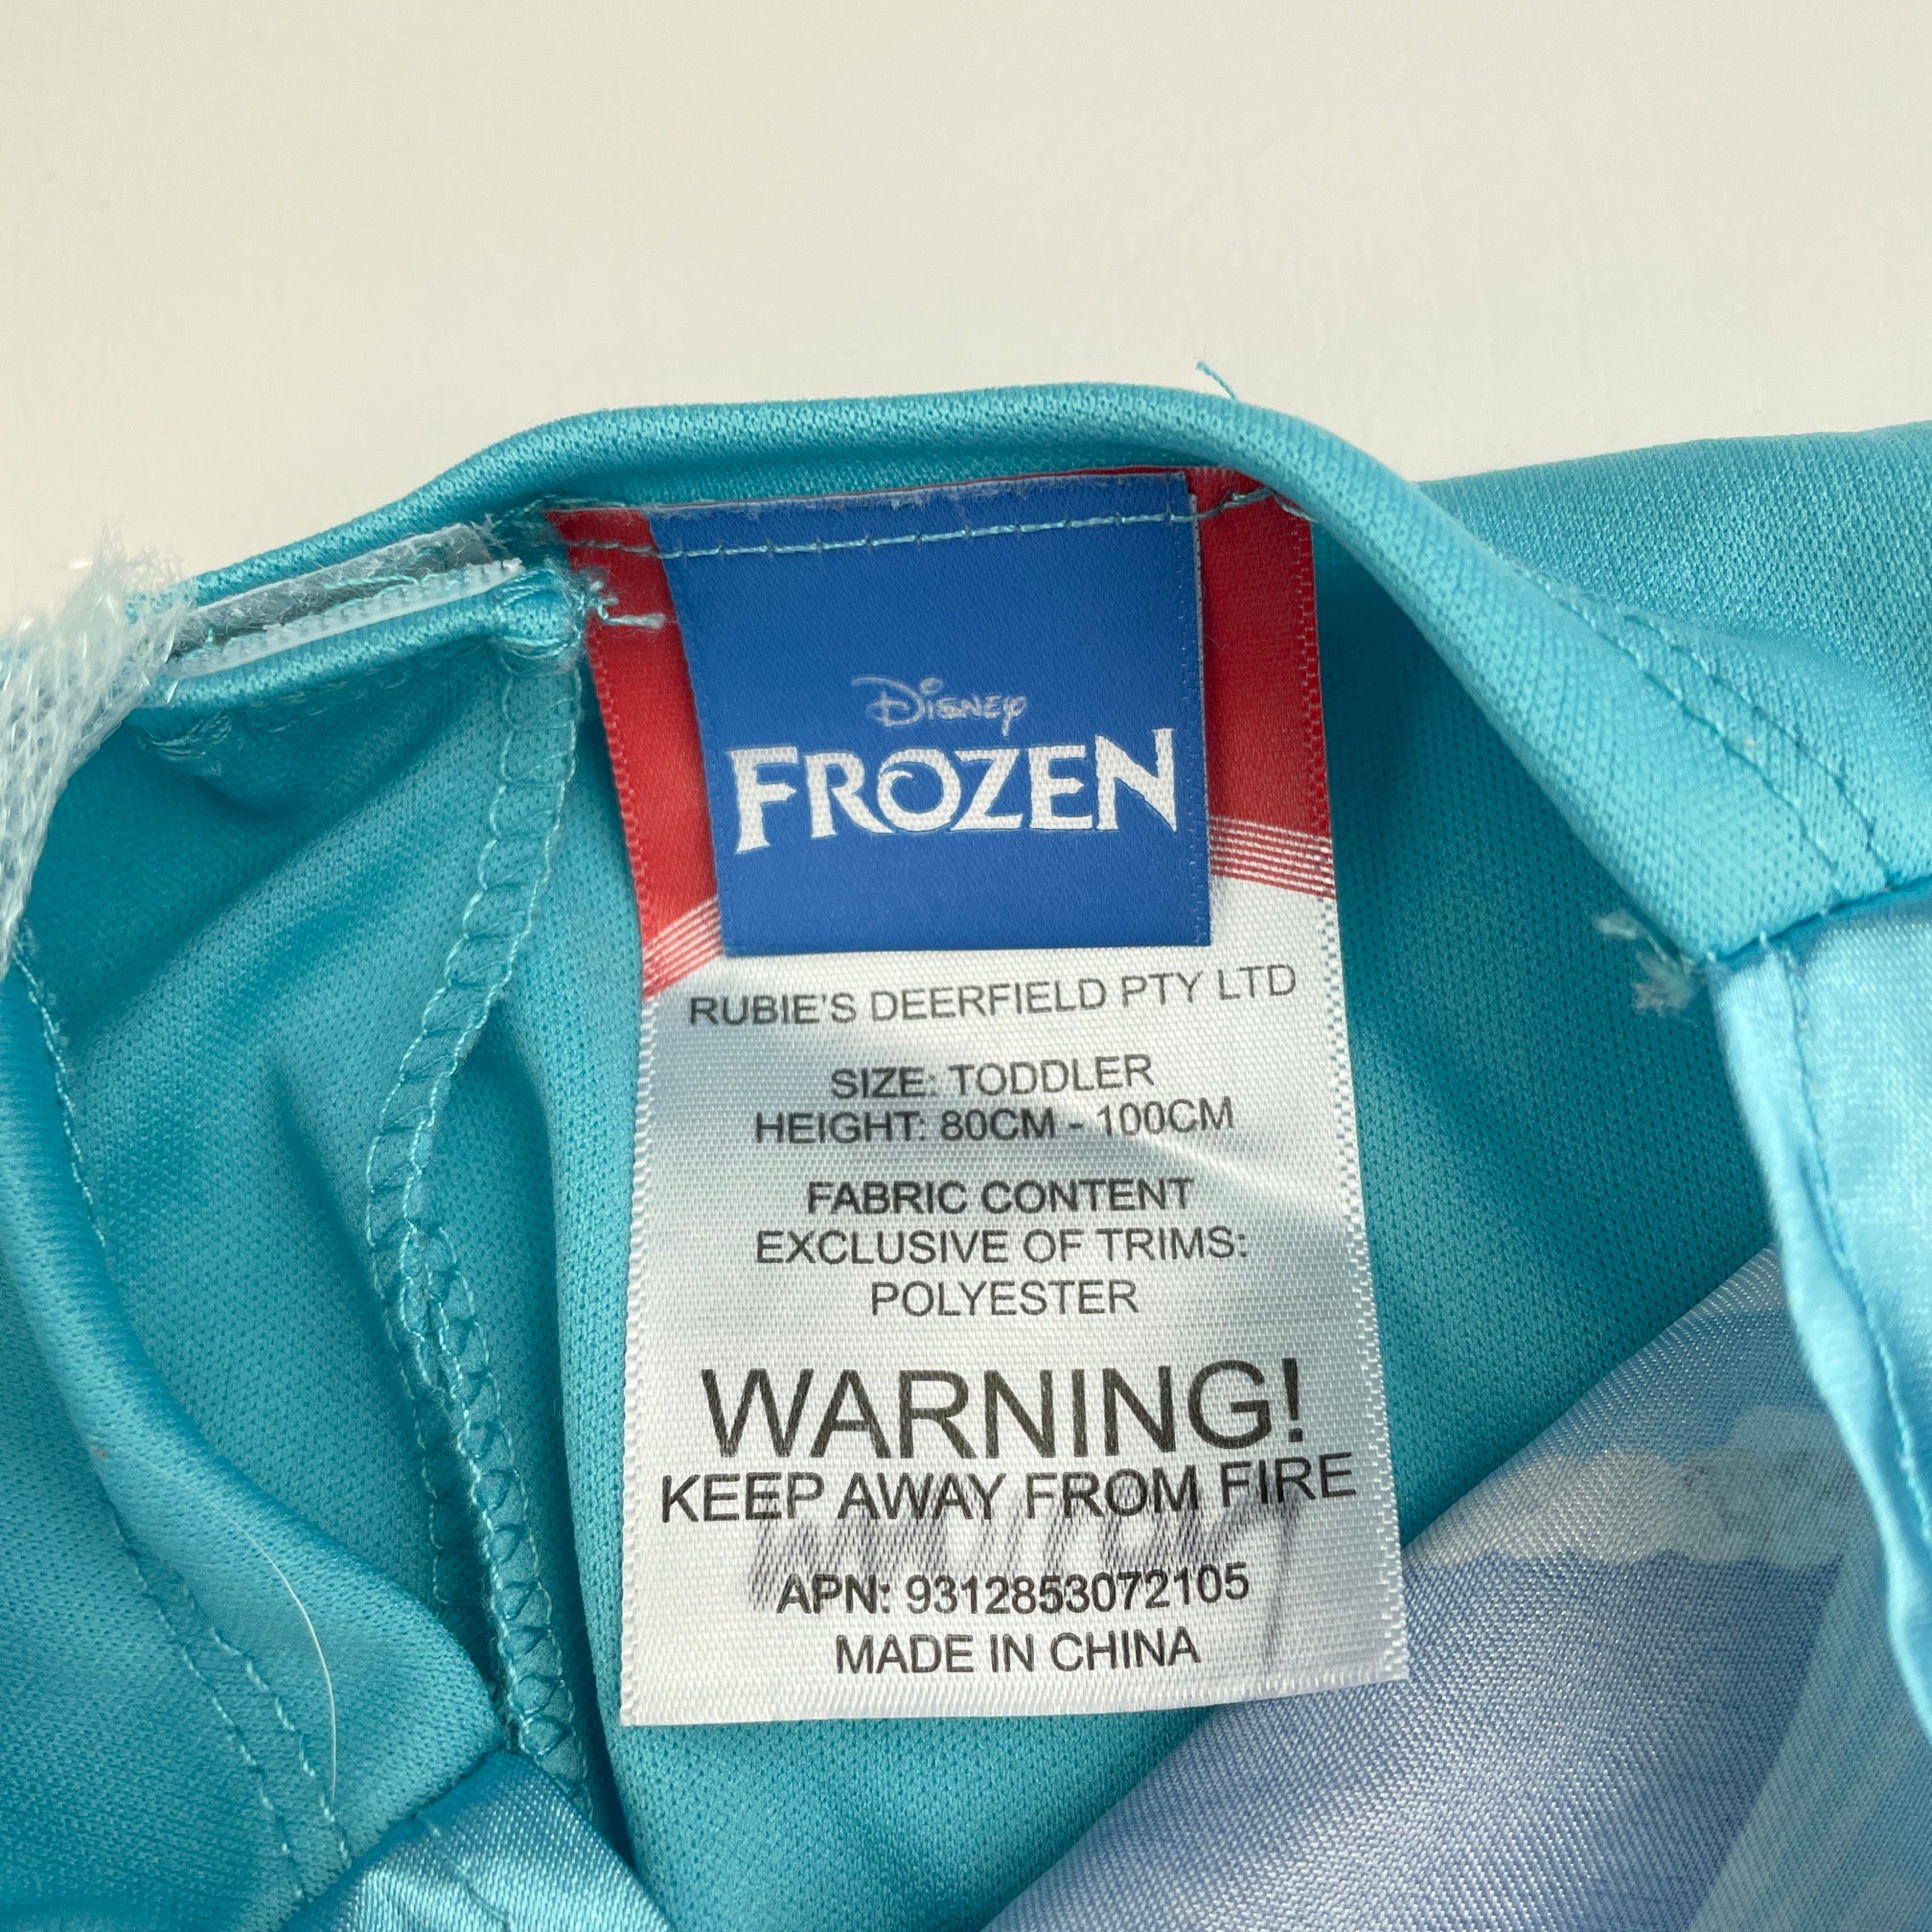 Disney
FROZEN
RUBIE'S DEERFIELD PTY LTD
SIZE: TODDLER
HEIGHT: 80CM - 100CM
FABRIC CONTENT
EXCLUSIVE OF TRIMS:
POLYESTER
WARNING!
KEEP AWAY FROM FIRE
APN: 9312853072105
MADE IN CHINA